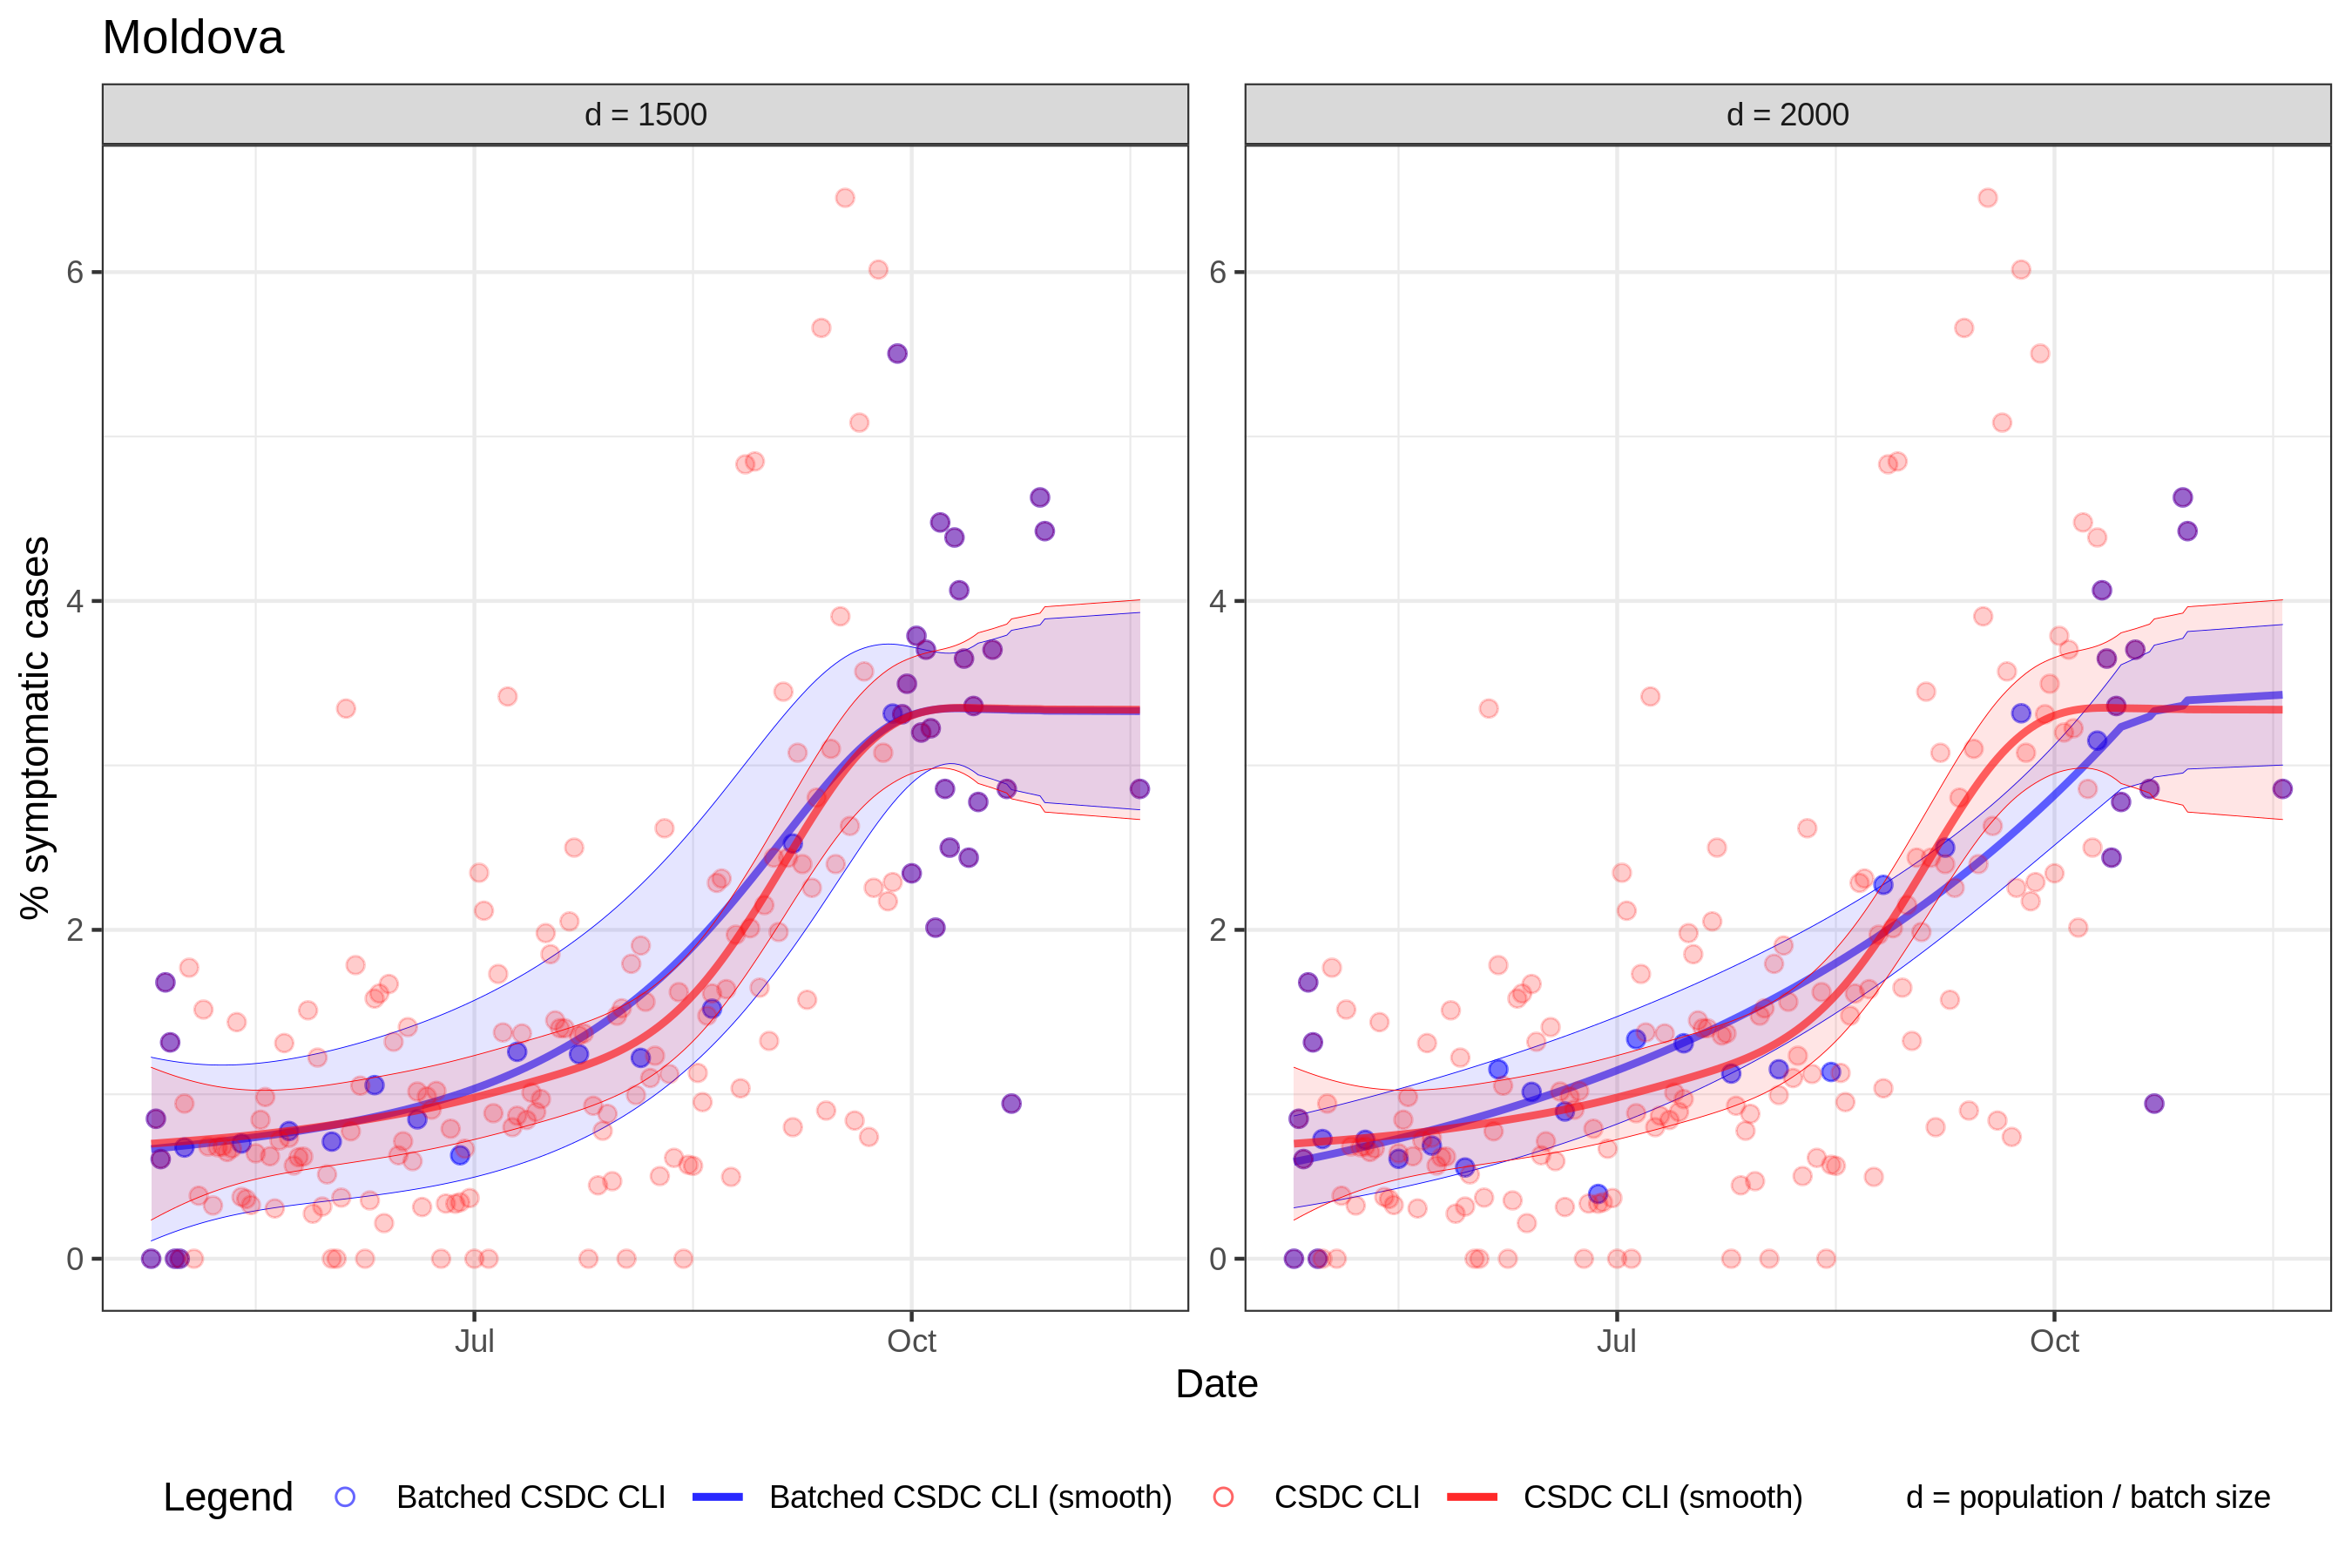 Moldova
d = 1500
d = 2000
% symptomatic cases
6
4
2
0
6
4
2
0
Jul
Oct
Jul
Oct
Date
Legend
Batched CSDC CLI
Batched CSDC CLI (smooth)
CSDC CLI
CSDC CLI (smooth)
d = population / batch size